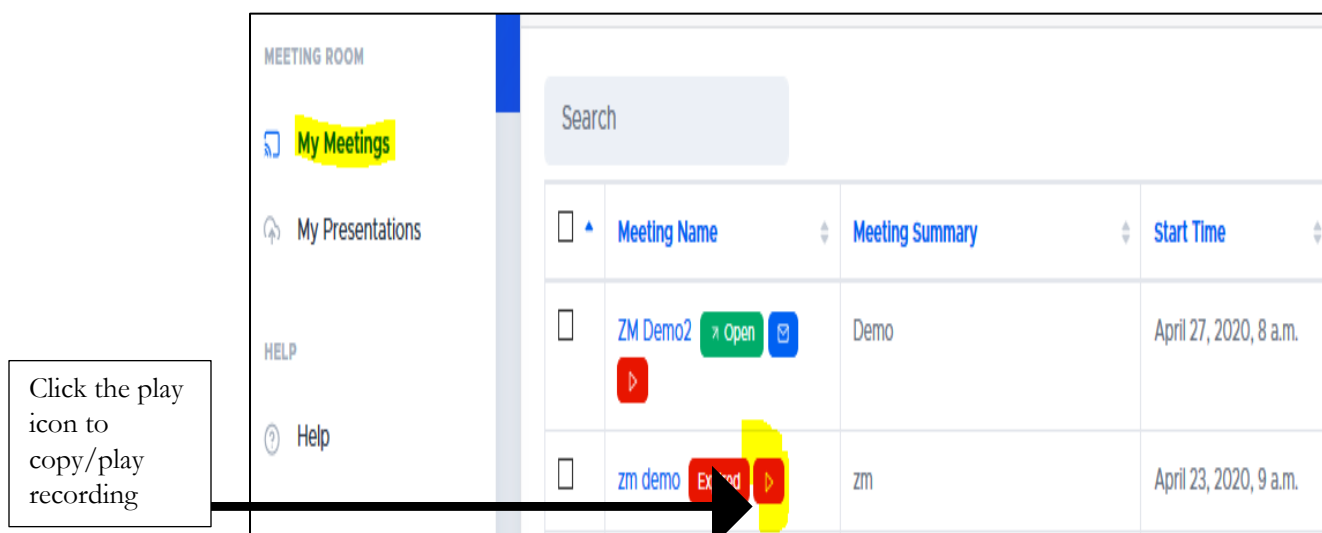 MEETING ROOM
My Meetings
My Presentations
HELP
Help
Click the play
icon to
copy/play
recording
Search
Meeting Name
Meeting Summary
Start Time
ZM Demo2
Open
Demo
April 27, 2020, 8 a.m.
zm demo
zm
April 23, 2020, 9 a.m.